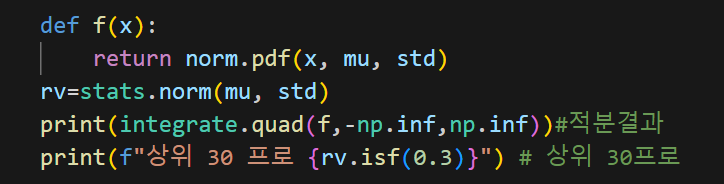 def f(x):
    return norm.pdf(x, mu, std)
rv=stats.norm(mu, std)
print(integrate.quad(f,-np.inf,np.inf))#적분결과
print(f"상위 30 프로 {rv.isf(0.3)}") # 상위 30프로